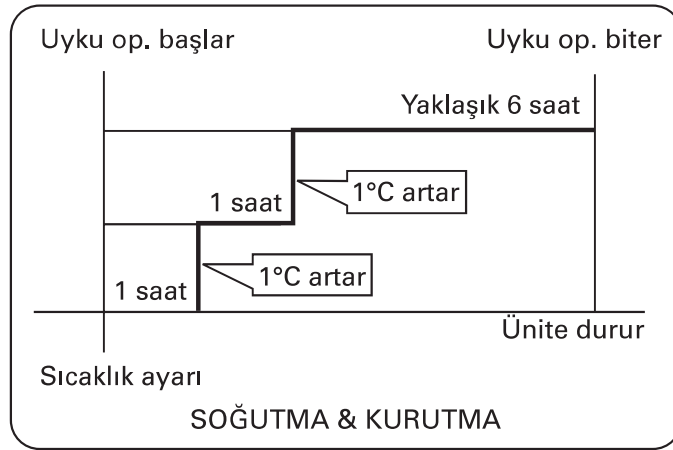 Uyku op. başlar
Uyku op. biter
Yaklaşik 6 saat
1°C artar
1 saat
1°C artar
1 saat
Ünite durur
Sıcaklık ayarı
SOĞUTMA & KURUTMA